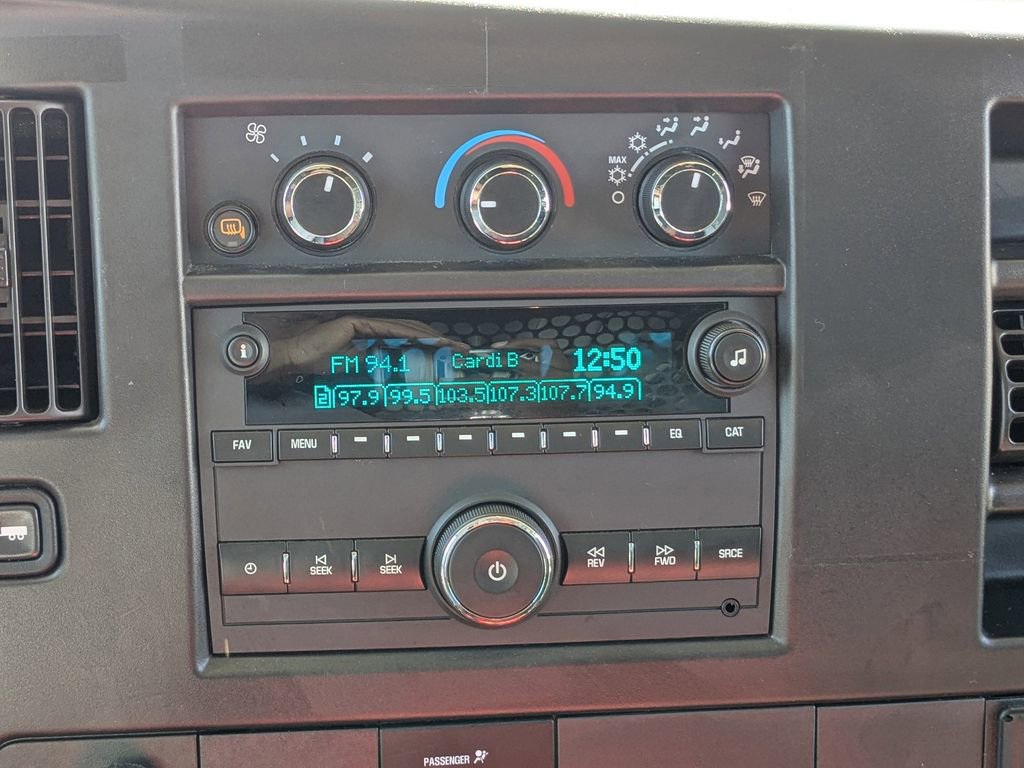 MAX
i
FM 94.1 Cardi B 12:50
2 97.9 99.5 103.5 107.3 107.7 94.9
FAV MENU EQ CAT
SEEK SEEK REV FWD SRCE
PASSENGER